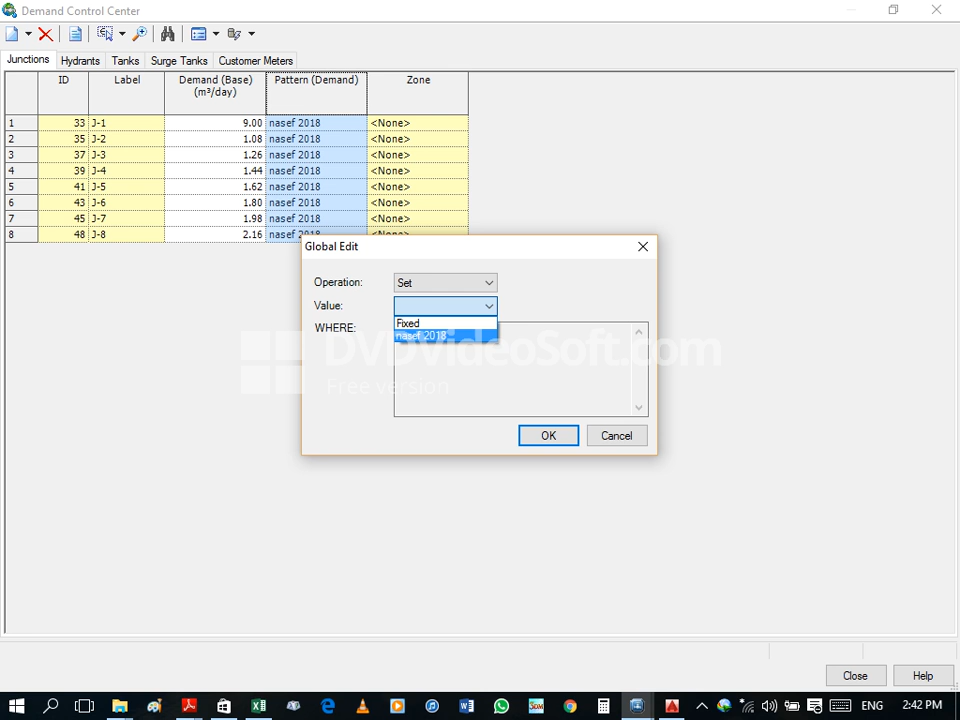 Demand Control Center
Junctions Hydrants Tanks Surge Tanks Customer Meters
ID Label Demand (Base) (m³/day) Pattern (Demand) Zone
1 33 J-1 9.00 nasef 2018 <None>
2 35 J-2 1.08 nasef 2018 <None>
3 37 J-3 1.26 nasef 2018 <None>
4 39 J-4 1.44 nasef 2018 <None>
5 41 J-5 1.62 nasef 2018 <None>
6 43 J-6 1.80 nasef 2018 <None>
7 45 J-7 1.98 nasef 2018 <None>
8 48 J-8 2.16 nasef 2018 <None>
Global Edit
Operation: Set
Value:
Fixed
WHERE:
nasef 2018
DVDVideoSoft.com
Free version
OK Cancel
Close Help
ENG 2:42 PM